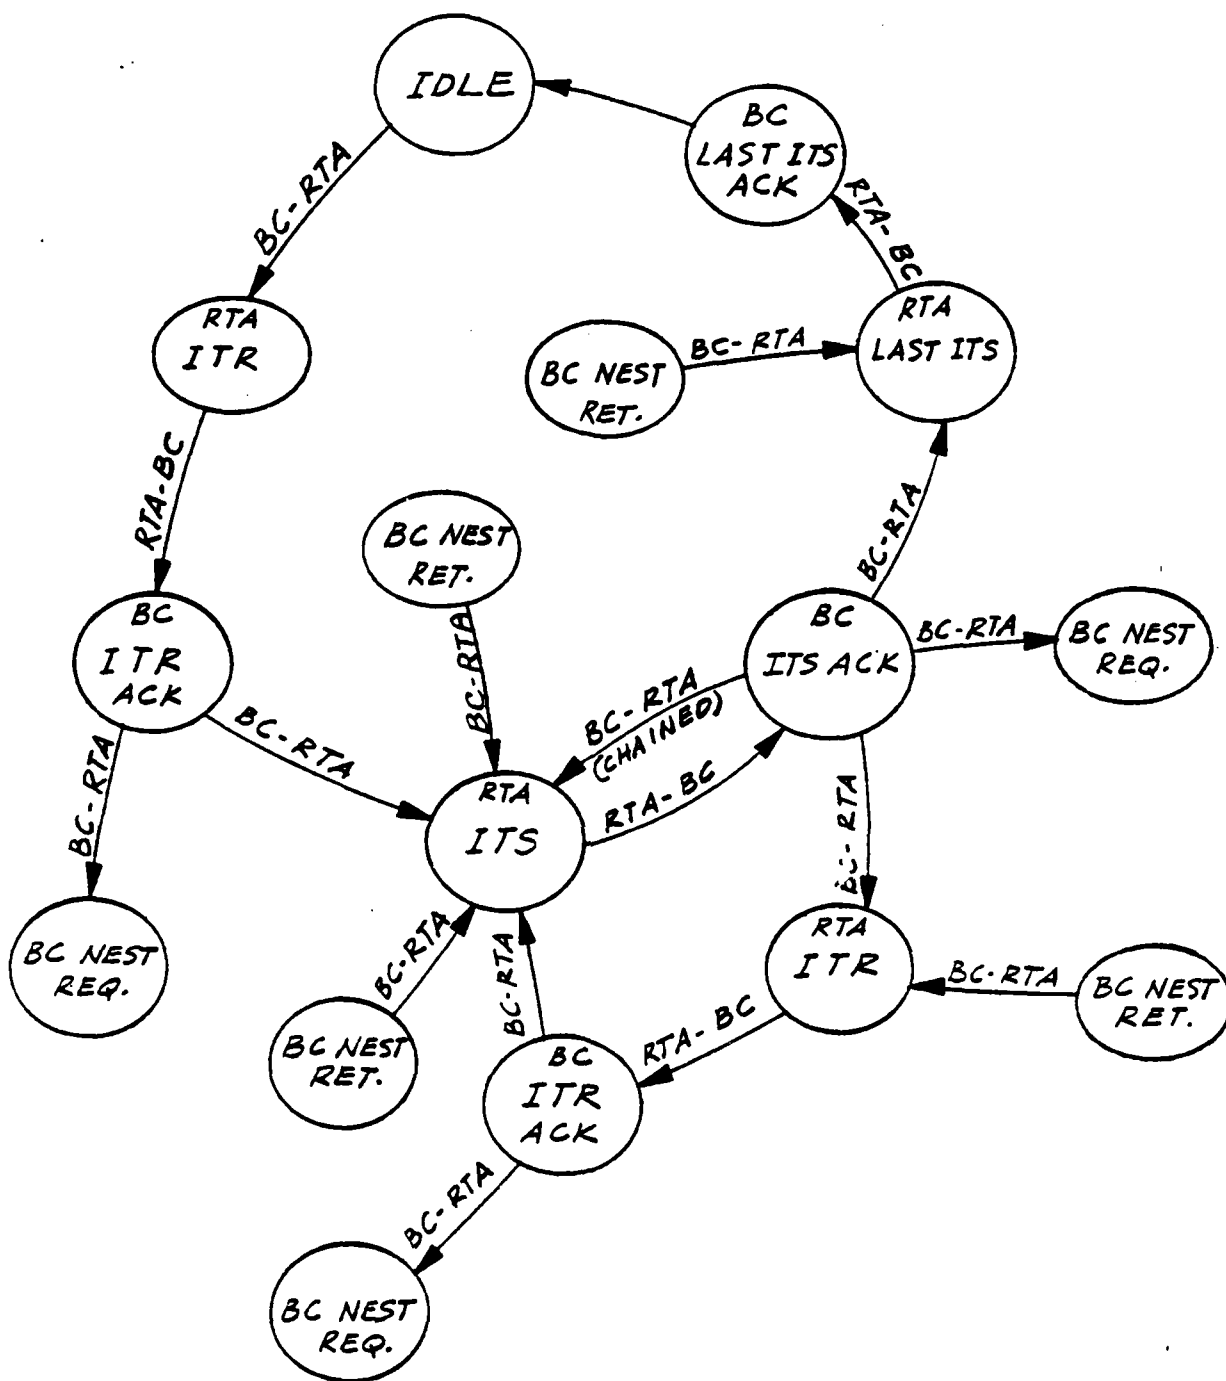 IDLE
BC
LAST ITS
ACK
BC-RTA
RTA-BC
RTA
ITR
RTA
LAST ITS
BC NEST
RET.
BC-RTA
RTA-BC
BC NEST
RET.
BC-RTA
BC
ITR
ACK
BC-RTA
BC
ITS ACK
BC-RTA
BC NEST
REQ.
BC-RTA
BC-RTA
(CHAINED)
RTA-BC
BC-RTA
BC-RTA
RTA
ITS
BC-RTA
BC NEST
REQ.
BC-RTA
BC-RTA
RTA
ITR
BC-RTA
BC NEST
RET.
BC NEST
RET.
RTA-BC
BC
ITR
ACK
BC-RTA
BC NEST
REQ.